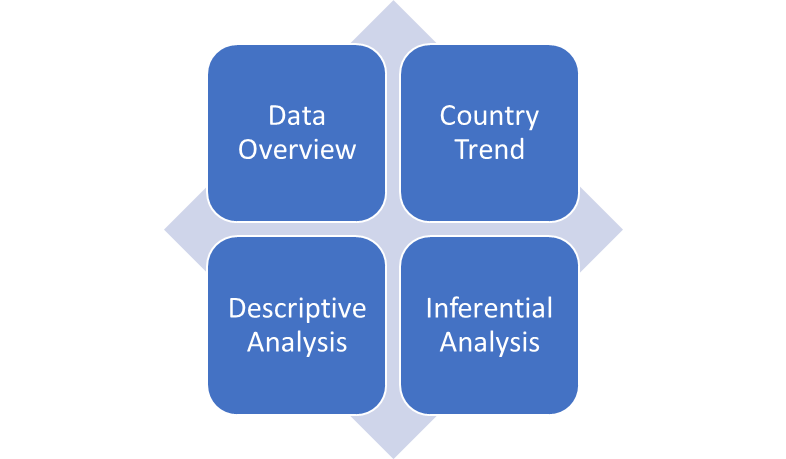 Data
Overview
Country
Trend
Descriptive
Analysis
Inferential
Analysis